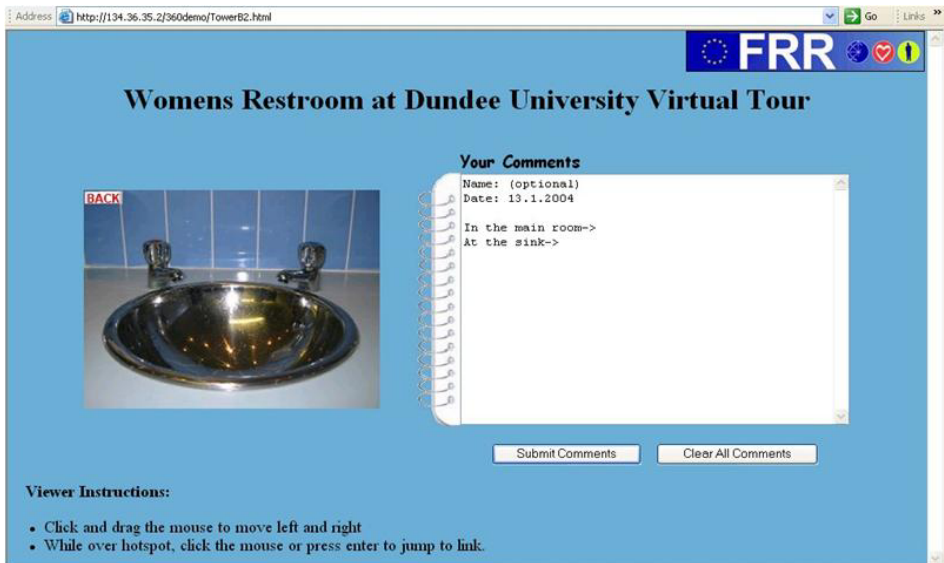 Address http://134.36.35.2/360demo/TowerB2.html Go Links »
FRR
Womens Restroom at Dundee University Virtual Tour
Your Comments
BACK
Name: (optional)
Date: 13.1.2004
In the main room->
At the sink->
Submit Comments Clear All Comments
Viewer Instructions:
• Click and drag the mouse to move left and right
• While over hotspot, click the mouse or press enter to jump to link.